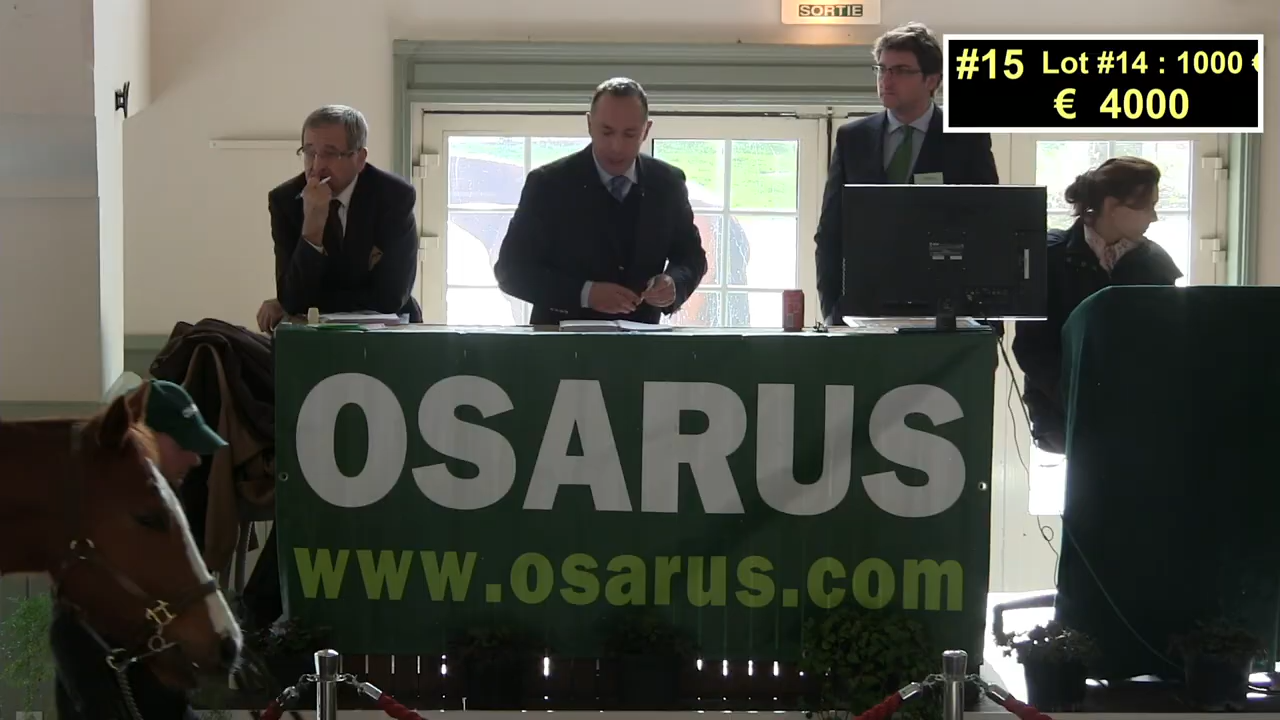 SORTIE
#15 Lot #14 : 1000 €
€ 4000
OSARUS
www.osarus.com